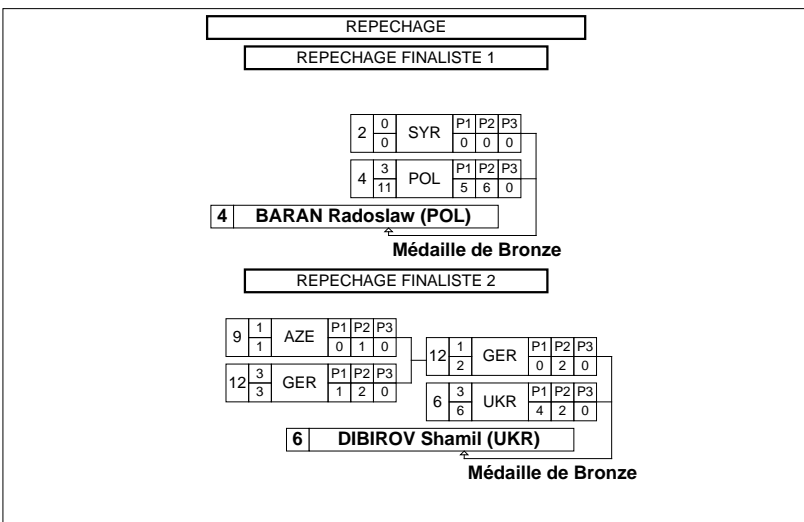 REPECHAGE
REPECHAGE FINALISTE 1
2 0 SYR P1 P2 P3
0 0 0 0
4 3 POL P1 P2 P3
11 5 6 0
4 BARAN Radoslaw (POL)
Médaille de Bronze
REPECHAGE FINALISTE 2
9 1 AZE P1 P2 P3
1 0 1 0
12 3 GER P1 P2 P3
3 1 2 0
12 1 GER P1 P2 P3
2 0 2 0
6 3 UKR P1 P2 P3
6 4 2 0
6 DIBIROV Shamil (UKR)
Médaille de Bronze